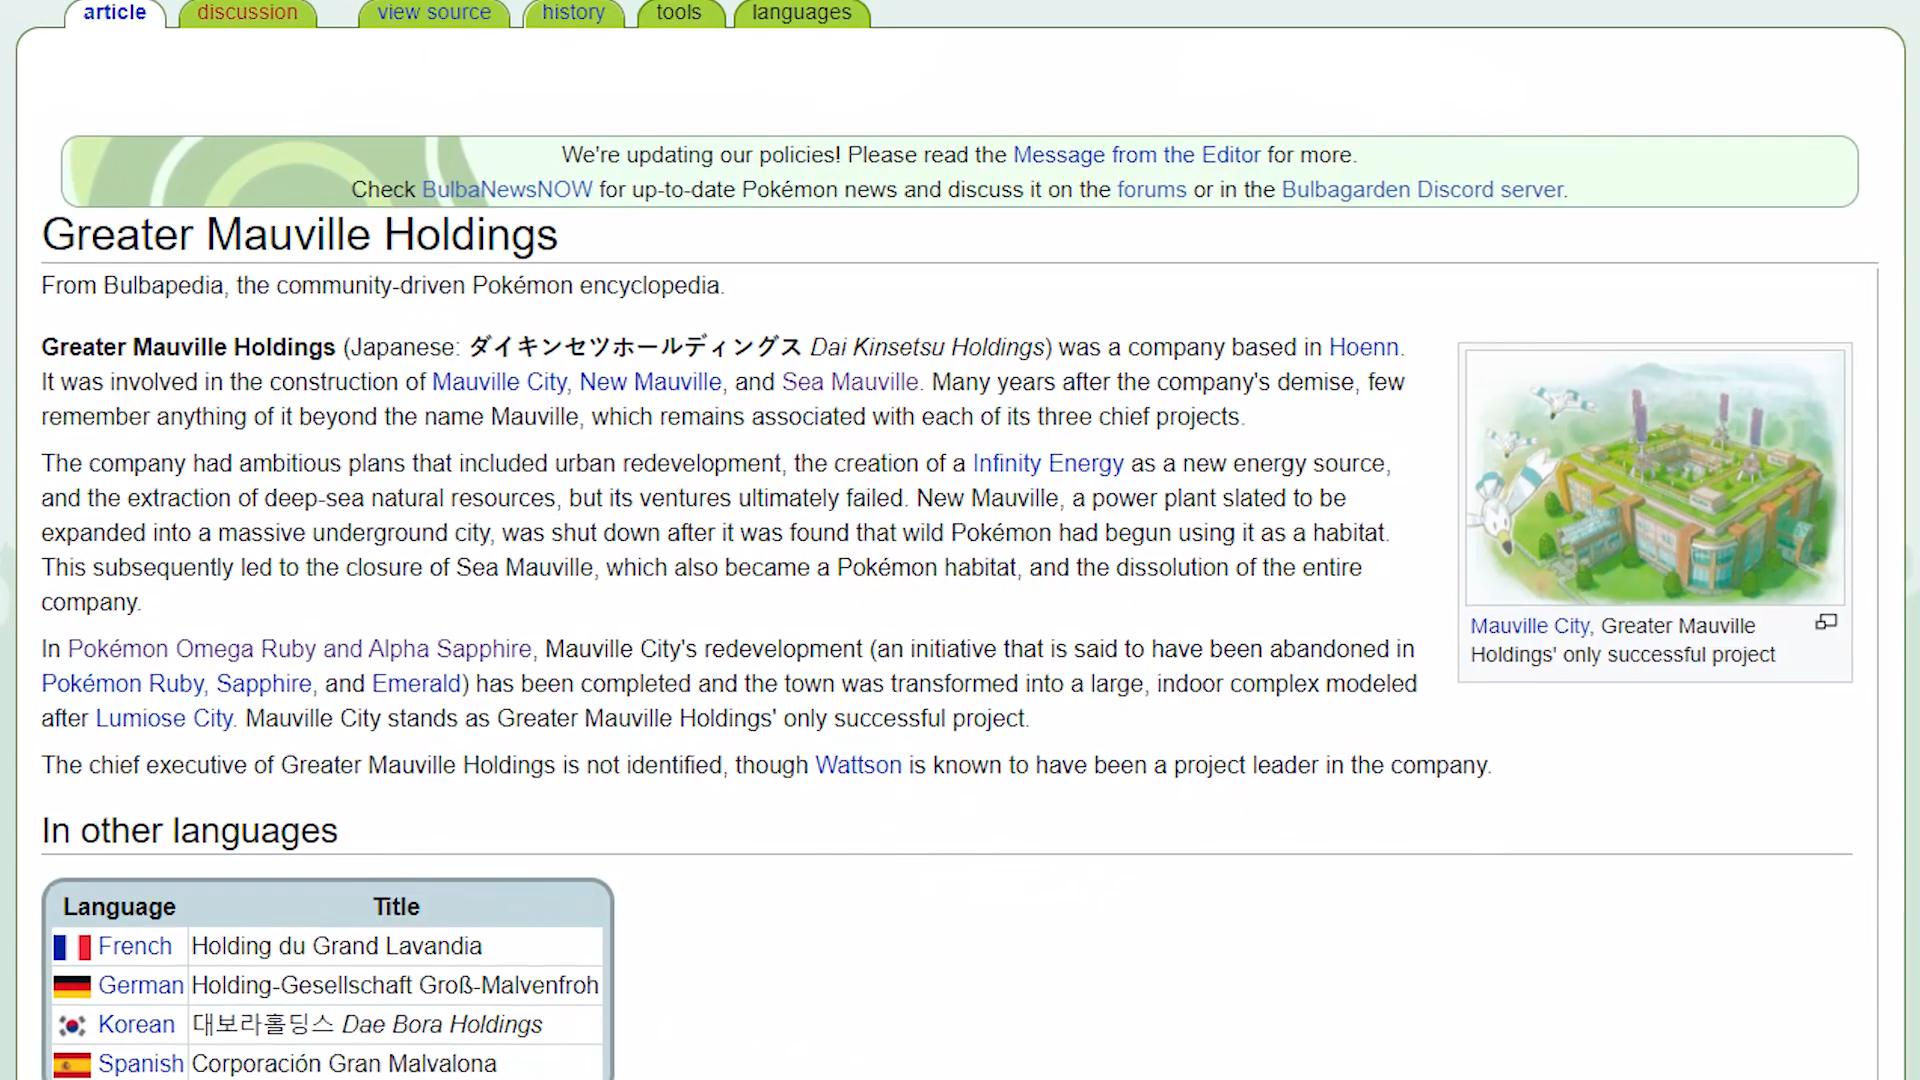 article discussion view source history tools languages
We're updating our policies! Please read the Message from the Editor for more.
Check BulbaNewsNOW for up-to-date Pokémon news and discuss it on the forums or in the Bulbagarden Discord server.
Greater Mauville Holdings
From Bulbapedia, the community-driven Pokémon encyclopedia.
Greater Mauville Holdings (Japanese: ダイキンセツホールディングス Dai Kinsetsu Holdings) was a company based in Hoenn.
It was involved in the construction of Mauville City, New Mauville, and Sea Mauville. Many years after the company's demise, few
remember anything of it beyond the name Mauville, which remains associated with each of its three chief projects.
The company had ambitious plans that included urban redevelopment, the creation of a Infinity Energy as a new energy source,
and the extraction of deep-sea natural resources, but its ventures ultimately failed. New Mauville, a power plant slated to be
expanded into a massive underground city, was shut down after it was found that wild Pokémon had begun using it as a habitat.
This subsequently led to the closure of Sea Mauville, which also became a Pokémon habitat, and the dissolution of the entire
company.
In Pokémon Omega Ruby and Alpha Sapphire, Mauville City's redevelopment (an initiative that is said to have been abandoned in
Pokémon Ruby, Sapphire, and Emerald) has been completed and the town was transformed into a large, indoor complex modeled
after Lumiose City. Mauville City stands as Greater Mauville Holdings' only successful project.
The chief executive of Greater Mauville Holdings is not identified, though Wattson is known to have been a project leader in the company.
Mauville City, Greater Mauville
Holdings' only successful project
In other languages
Language Title
French Holding du Grand Lavandia
German Holding-Gesellschaft Groß-Malvenfroh
Korean 대보라홀딩스 Dae Bora Holdings
Spanish Corporación Gran Malvalona